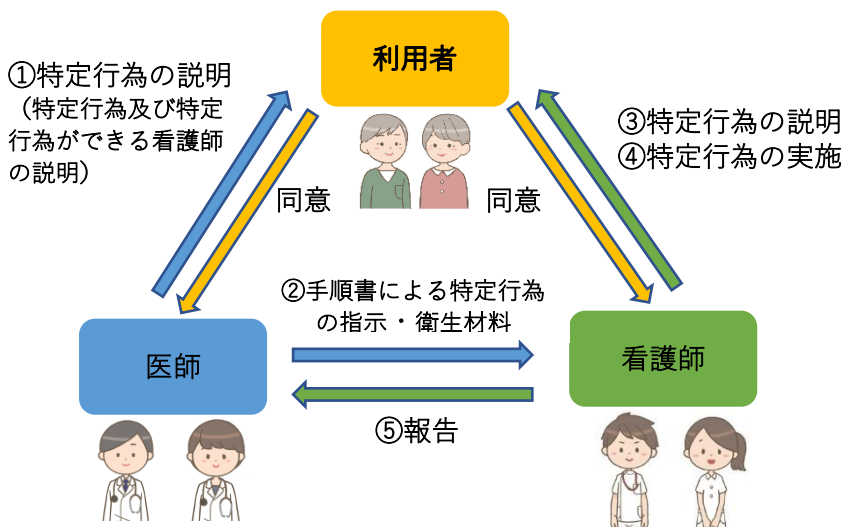 利用者
①特定行為の説明
（特定行為及び特定
行為ができる看護師
の説明）
③特定行為の説明
④特定行為の実施
同意
同意
②手順書による特定行為
の指示・衛生材料
医師
看護師
⑤報告